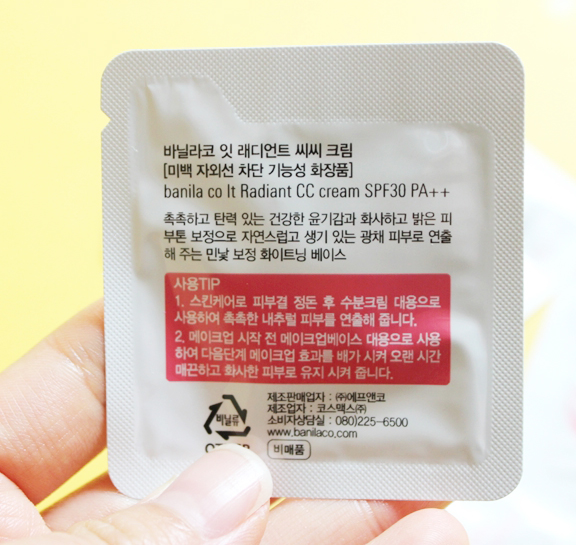 바닐라코 잇 래디언트 씨씨 크림
[미백 자외선 차단 기능성 화장품]
banila co It Radiant CC cream SPF30 PA++
촉촉하고 탄력 있는 건강한 윤기감과 화사하고 밝은 피
부톤 보정으로 자연스럽고 생기 있는 광채 피부로 연출
해 주는 민낯 보정 화이트닝 베이스
사용TIP
1. 스킨케어로 피부결 정돈 후 수분크림 대용으로
사용하여 촉촉한 내추럴 피부를 연출해 줍니다.
2. 메이크업 시작 전 메이크업베이스 대용으로 사용
하여 다음단계 메이크업 효과를 배가 시켜 오랜 시간
매끈하고 화사한 피부로 유지 시켜 줍니다.
비닐류
제조판매업자 : ㈜에프앤코
제조업자 : 코스맥스㈜
소비자상담실 : 080)225-6500
www.banilaco.com
비매품